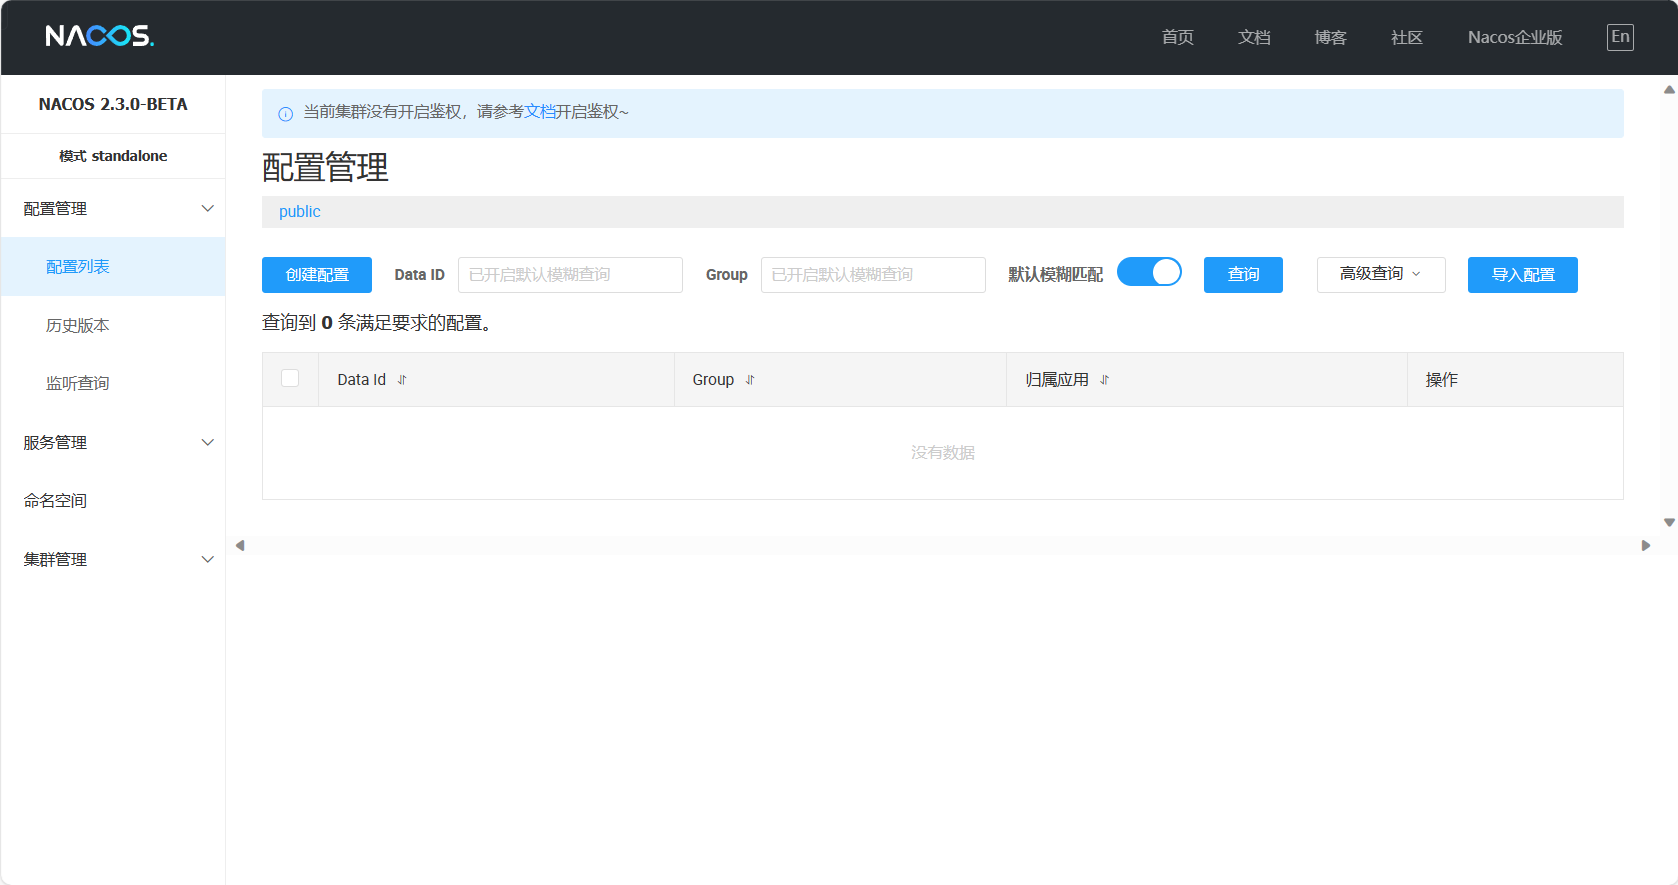 NACOS.
首页 文档 博客 社区 Nacos企业版 En
NACOS 2.3.0-BETA
模式 standalone
配置管理
配置列表
历史版本
监听查询
服务管理
命名空间
集群管理
当前集群没有开启鉴权，请参考文档开启鉴权~
配置管理
public
创建配置 Data ID 已开启默认模糊查询 Group 已开启默认模糊查询 默认模糊匹配 查询 高级查询 导入配置
查询到 0 条满足要求的配置。
Data Id Group 归属应用 操作
没有数据